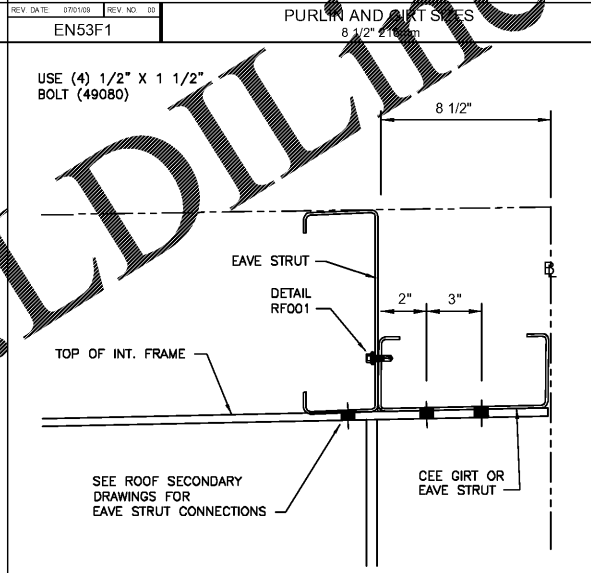 REV. DATE: 07/01/09 REV. NO. 00
EN53F1
PURLIN AND GIRT SIZES
8 1/2"
USE (4) 1/2" X 1 1/2"
BOLT (49080)
8 1/2"
EAVE STRUT
2" 3"
DETAIL
RF001
TOP OF INT. FRAME
SEE ROOF SECONDARY
DRAWINGS FOR
EAVE STRUT CONNECTIONS
CEE GIRT OR
EAVE STRUT
LDILinc